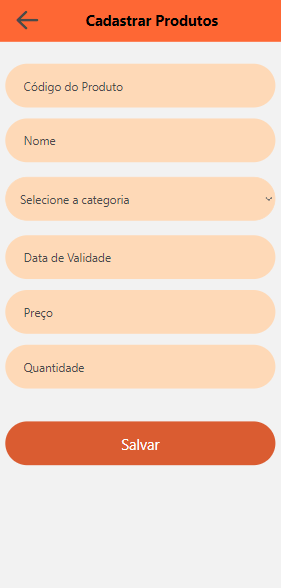 Cadastrar Produtos
Código do Produto
Nome
Selecione a categoria
Data de Validade
Preço
Quantidade
Salvar